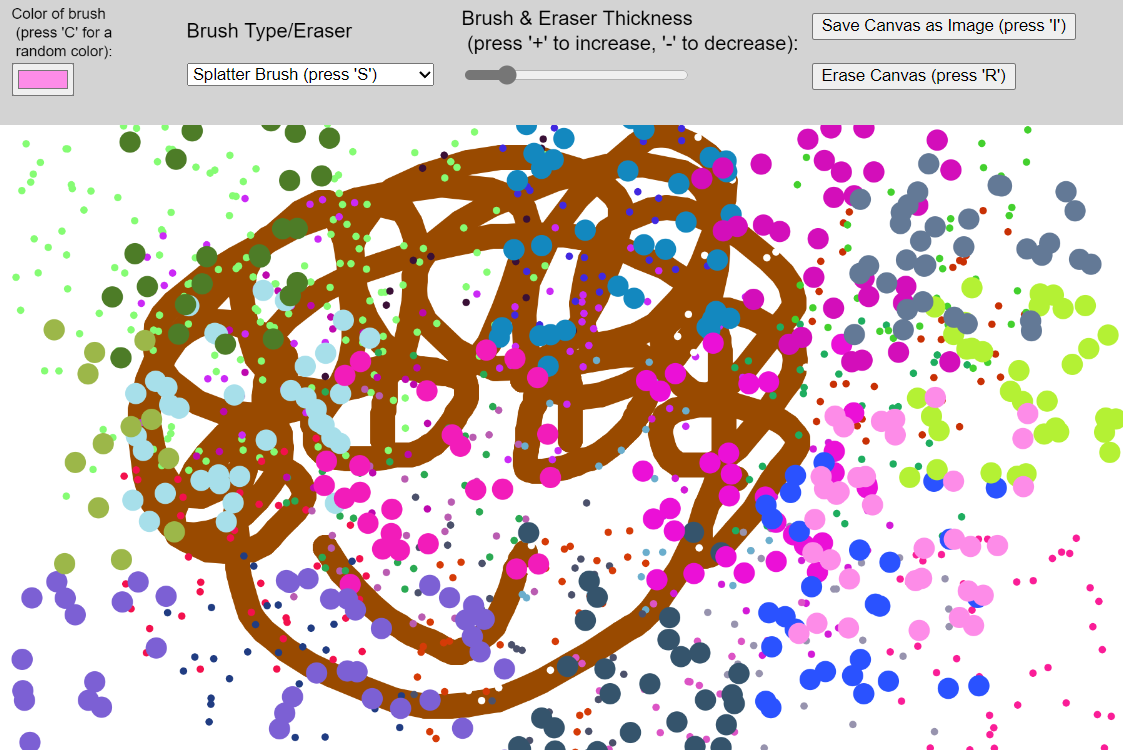 Color of brush
(press 'C' for a
random color):
Brush Type/Eraser
Splatter Brush (press 'S')
Brush & Eraser Thickness
(press '+' to increase, '-' to decrease):
Save Canvas as Image (press 'I')
Erase Canvas (press 'R')